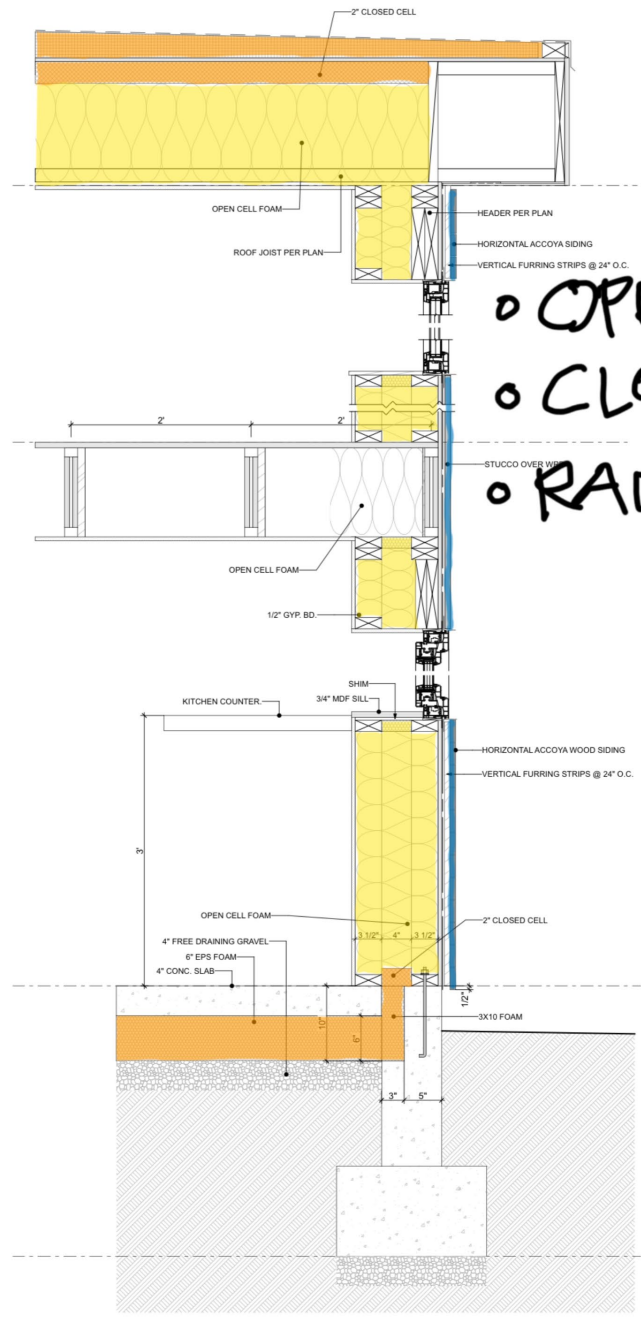 2" CLOSED CELL
OPEN CELL FOAM
HEADER PER PLAN
ROOF JOIST PER PLAN
HORIZONTAL ACCOYA SIDING
VERTICAL FURRING STRIPS @ 24" O.C.
2'
2'
STUCCO OVER
OPEN CELL FOAM
1/2" GYP. BD.
SHIM
3/4" MDF SILL
KITCHEN COUNTER.
HORIZONTAL ACCOYA WOOD SIDING
VERTICAL FURRING STRIPS @ 24" O.C.
3'
OPEN CELL FOAM
2" CLOSED CELL
3 1/2"
4"
3 1/2"
4" FREE DRAINING GRAVEL
6" EPS FOAM
4" CONC. SLAB
1/2"
10"
6"
3X10 FOAM
3"
5"